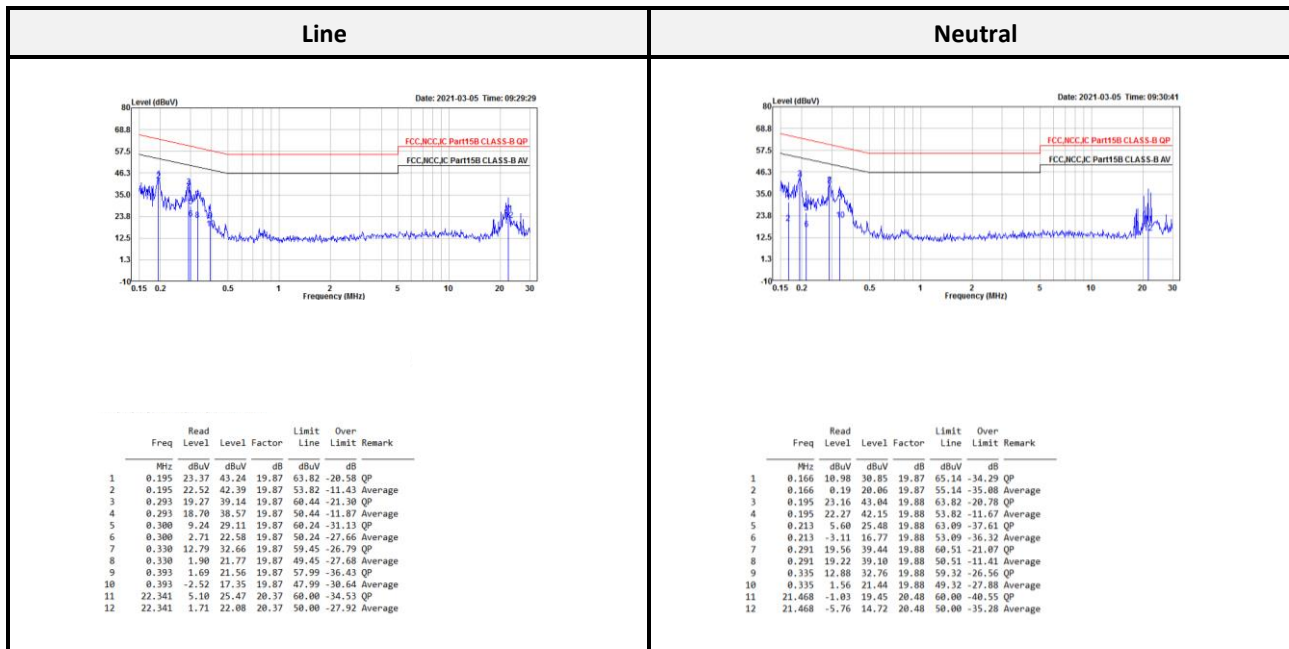 Line
Neutral
Level (dBuV)
Date: 2021-03-05 Time: 09:29:29
80
68.8
FCC,NCC,IC Part15B CLASS-B QP
57.5
FCC,NCC,IC Part15B CLASS-B AV
46.3
35.0
23.8
12.5
1.3
-10
0.15 0.2 0.5 1 2 5 10 20 30
Frequency (MHz)
Read Limit Over
Freq Level Level Factor Line Limit Remark
MHz dBuV dBuV dB dBuV dB
1 0.195 23.37 43.24 19.87 63.82 -20.58 QP
2 0.195 22.52 42.39 19.87 53.82 -11.43 Average
3 0.293 19.27 39.14 19.87 60.44 -21.30 QP
4 0.293 18.70 38.57 19.87 50.44 -11.87 Average
5 0.300 9.24 29.11 19.87 60.24 -31.13 QP
6 0.300 2.71 22.58 19.87 50.24 -27.66 Average
7 0.330 12.79 32.66 19.87 59.45 -26.79 QP
8 0.330 1.90 21.77 19.87 49.45 -27.68 Average
9 0.393 1.69 21.56 19.87 57.99 -36.43 QP
10 0.393 -2.52 17.35 19.87 47.99 -30.64 Average
11 22.341 5.10 25.47 20.37 60.00 -34.53 QP
12 22.341 1.71 22.08 20.37 50.00 -27.92 Average
Level (dBuV)
Date: 2021-03-05 Time: 09:30:41
80
68.8
FCC,NCC,IC Part15B CLASS-B QP
57.5
FCC,NCC,IC Part15B CLASS-B AV
46.3
35.0
23.8
12.5
1.3
-10
0.15 0.2 0.5 1 2 5 10 20 30
Frequency (MHz)
Read Limit Over
Freq Level Level Factor Line Limit Remark
MHz dBuV dBuV dB dBuV dB
1 0.166 10.98 30.85 19.87 65.14 -34.29 QP
2 0.166 0.19 20.06 19.87 55.14 -35.08 Average
3 0.195 23.16 43.04 19.88 63.82 -20.78 QP
4 0.195 22.27 42.15 19.88 53.82 -11.67 Average
5 0.213 5.60 25.48 19.88 63.09 -37.61 QP
6 0.213 -3.11 16.77 19.88 53.09 -36.32 Average
7 0.291 19.56 39.44 19.88 60.51 -21.07 QP
8 0.291 19.22 39.10 19.88 50.51 -11.41 Average
9 0.335 12.88 32.76 19.88 59.32 -26.56 QP
10 0.335 1.56 21.44 19.88 49.32 -27.88 Average
11 21.468 -1.03 19.45 20.48 60.00 -40.55 QP
12 21.468 -5.76 14.72 20.48 50.00 -35.28 Average